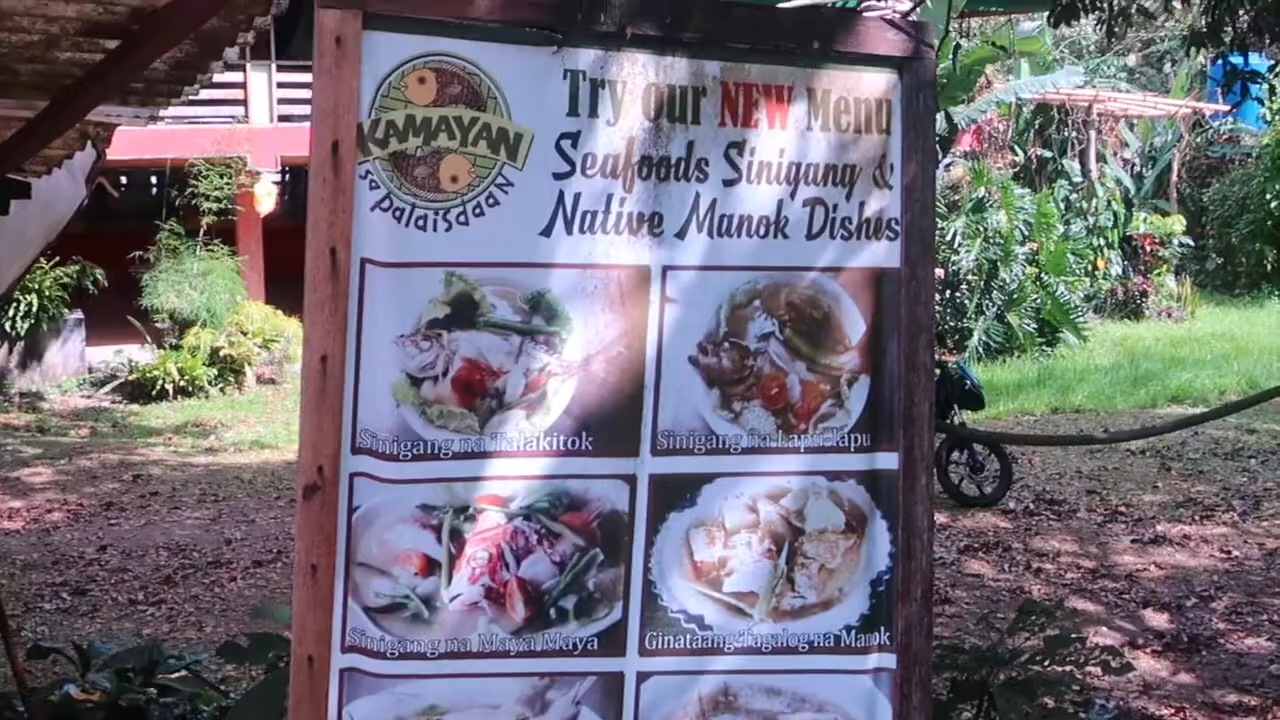 KAMAYAN
sa palaisdaan
Try our NEW Menu
Seafoods Sinigang &
Native Manok Dishes
Sinigang na Talakitok
Sinigang na Lapu-lapu
Sinigang na Maya Maya
Ginataang Tagalog na Manok